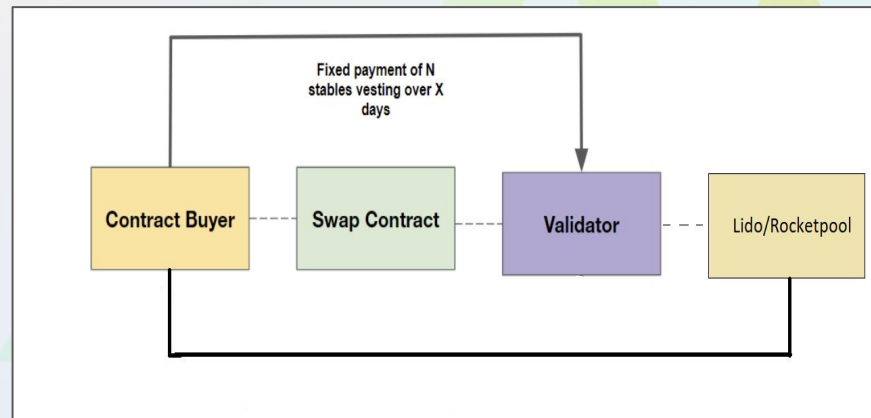 Fixed payment of N
stables vesting over X
days
Contract Buyer
Swap Contract
Validator
Lido/Rocketpool